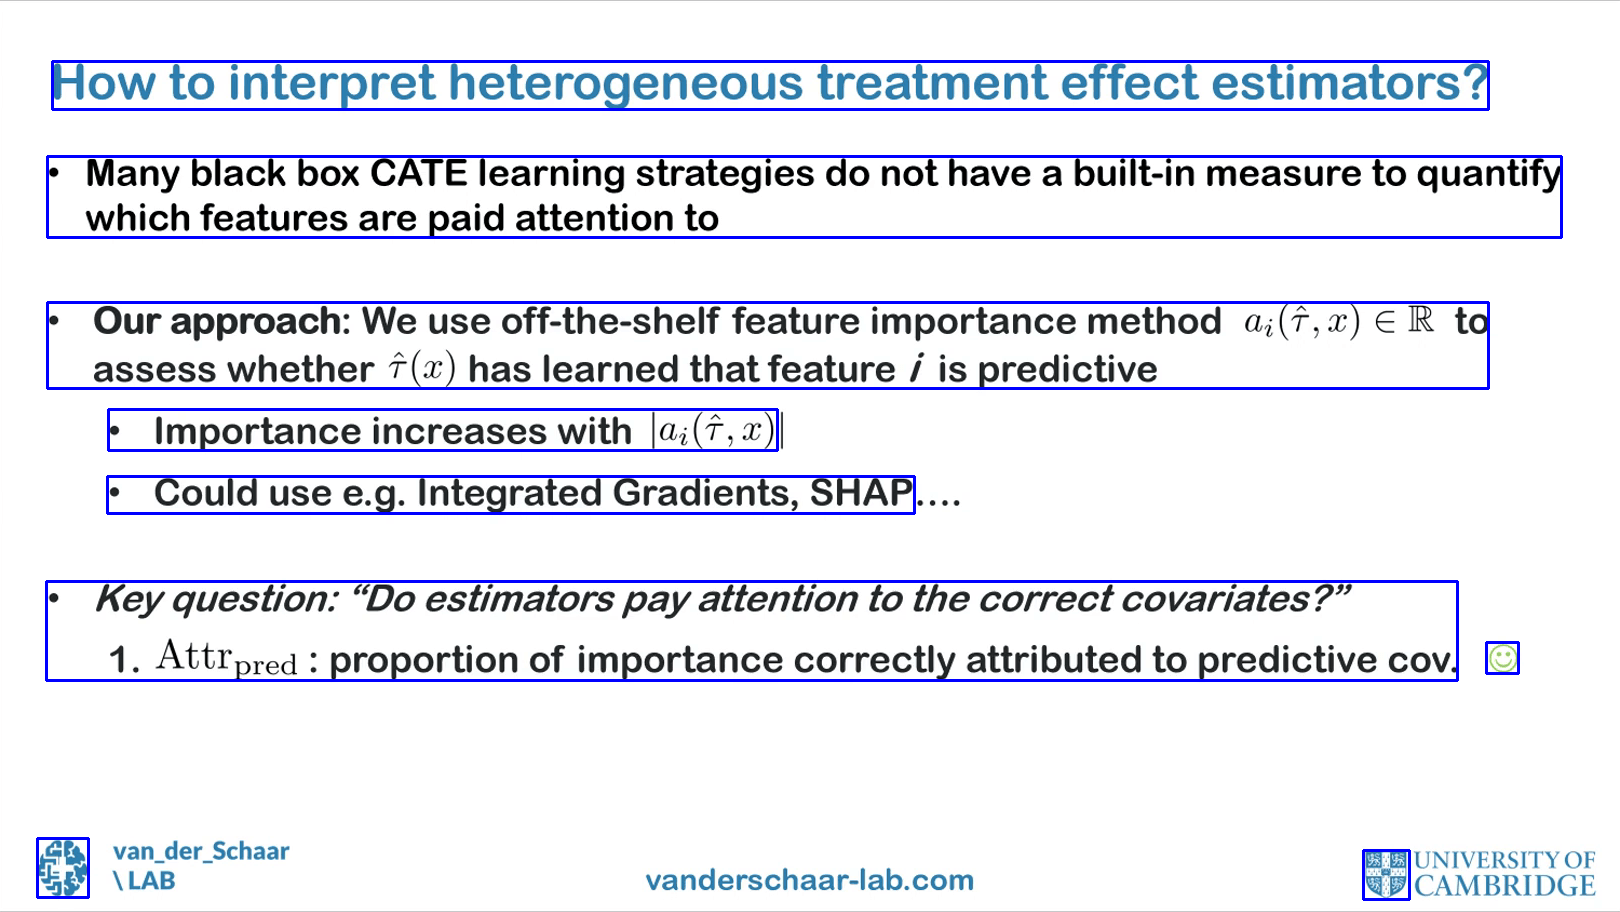 How to interpret heterogeneous treatment effect estimators?
• Many black box CATE learning strategies do not have a built-in measure to quantify
which features are paid attention to
• Our approach: We use off-the-shelf feature importance method $a_i(\hat{\tau}, x) \in \mathbb{R}$ to
assess whether $\hat{\tau}(x)$ has learned that feature i is predictive
• Importance increases with $|a_i(\hat{\tau}, x)|$
• Could use e.g. Integrated Gradients, SHAP....
• Key question: “Do estimators pay attention to the correct covariates?”
1. $\mathrm{Attr}_{\mathrm{pred}}$ : proportion of importance correctly attributed to predictive cov.
van_der_Schaar
\ LAB
vanderschaar-lab.com
UNIVERSITY OF
CAMBRIDGE